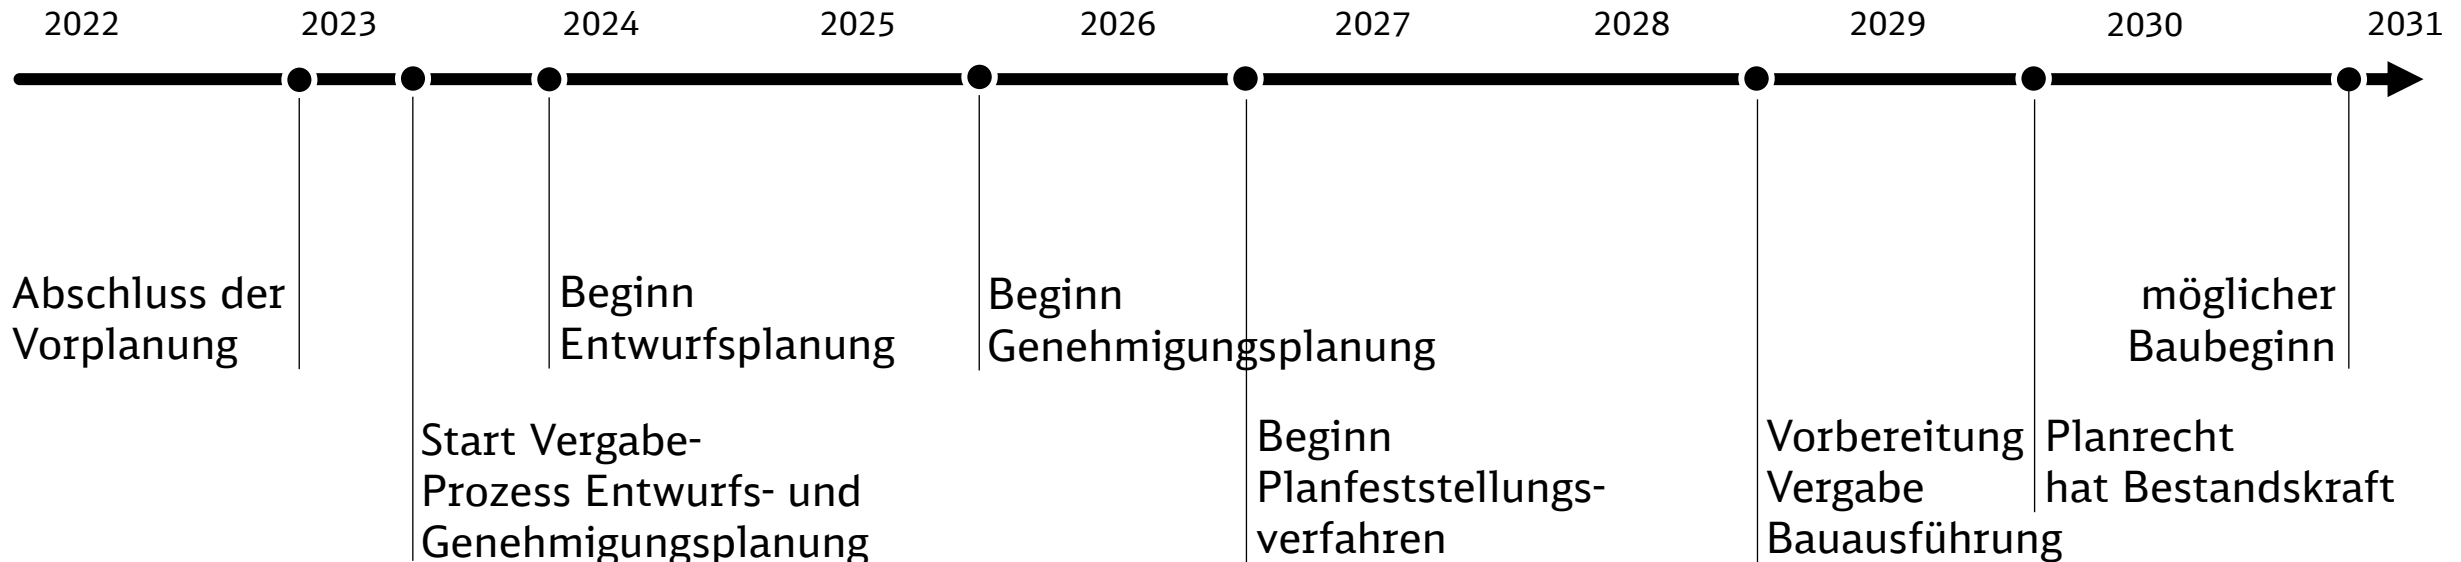 2022 2023 2024 2025 2026 2027 2028 2029 2030 2031
Abschluss der
Vorplanung
Beginn
Entwurfsplanung
Beginn
Genehmigungsplanung
möglicher
Baubeginn
Start Vergabe-
Prozess Entwurfs- und
Genehmigungsplanung
Beginn
Planfeststellungs-
verfahren
Vorbereitung
Vergabe
Bauausführung
Planrecht
hat Bestandskraft